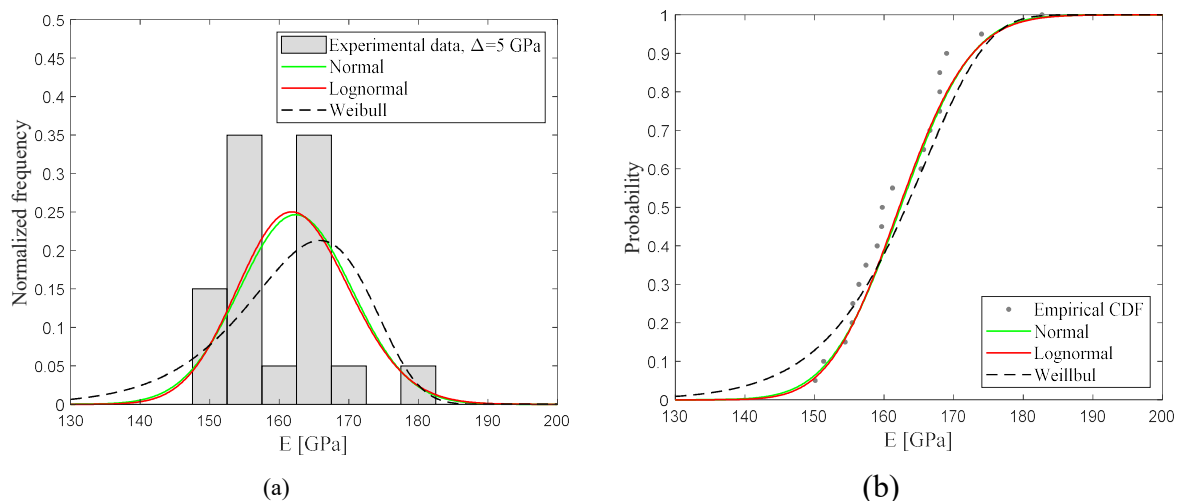 0.5
0.45
0.4
0.35
0.3
0.25
0.2
0.15
0.1
0.05
0
Normalized frequency
Experimental data, Δ=5 GPa
Normal
Lognormal
Weibull
130 140 150 160 170 180 190 200
E [GPa]
(a)
1
0.9
0.8
0.7
0.6
0.5
0.4
0.3
0.2
0.1
0
Probability
Empirical CDF
Normal
Lognormal
Weillbul
130 140 150 160 170 180 190 200
E [GPa]
(b)